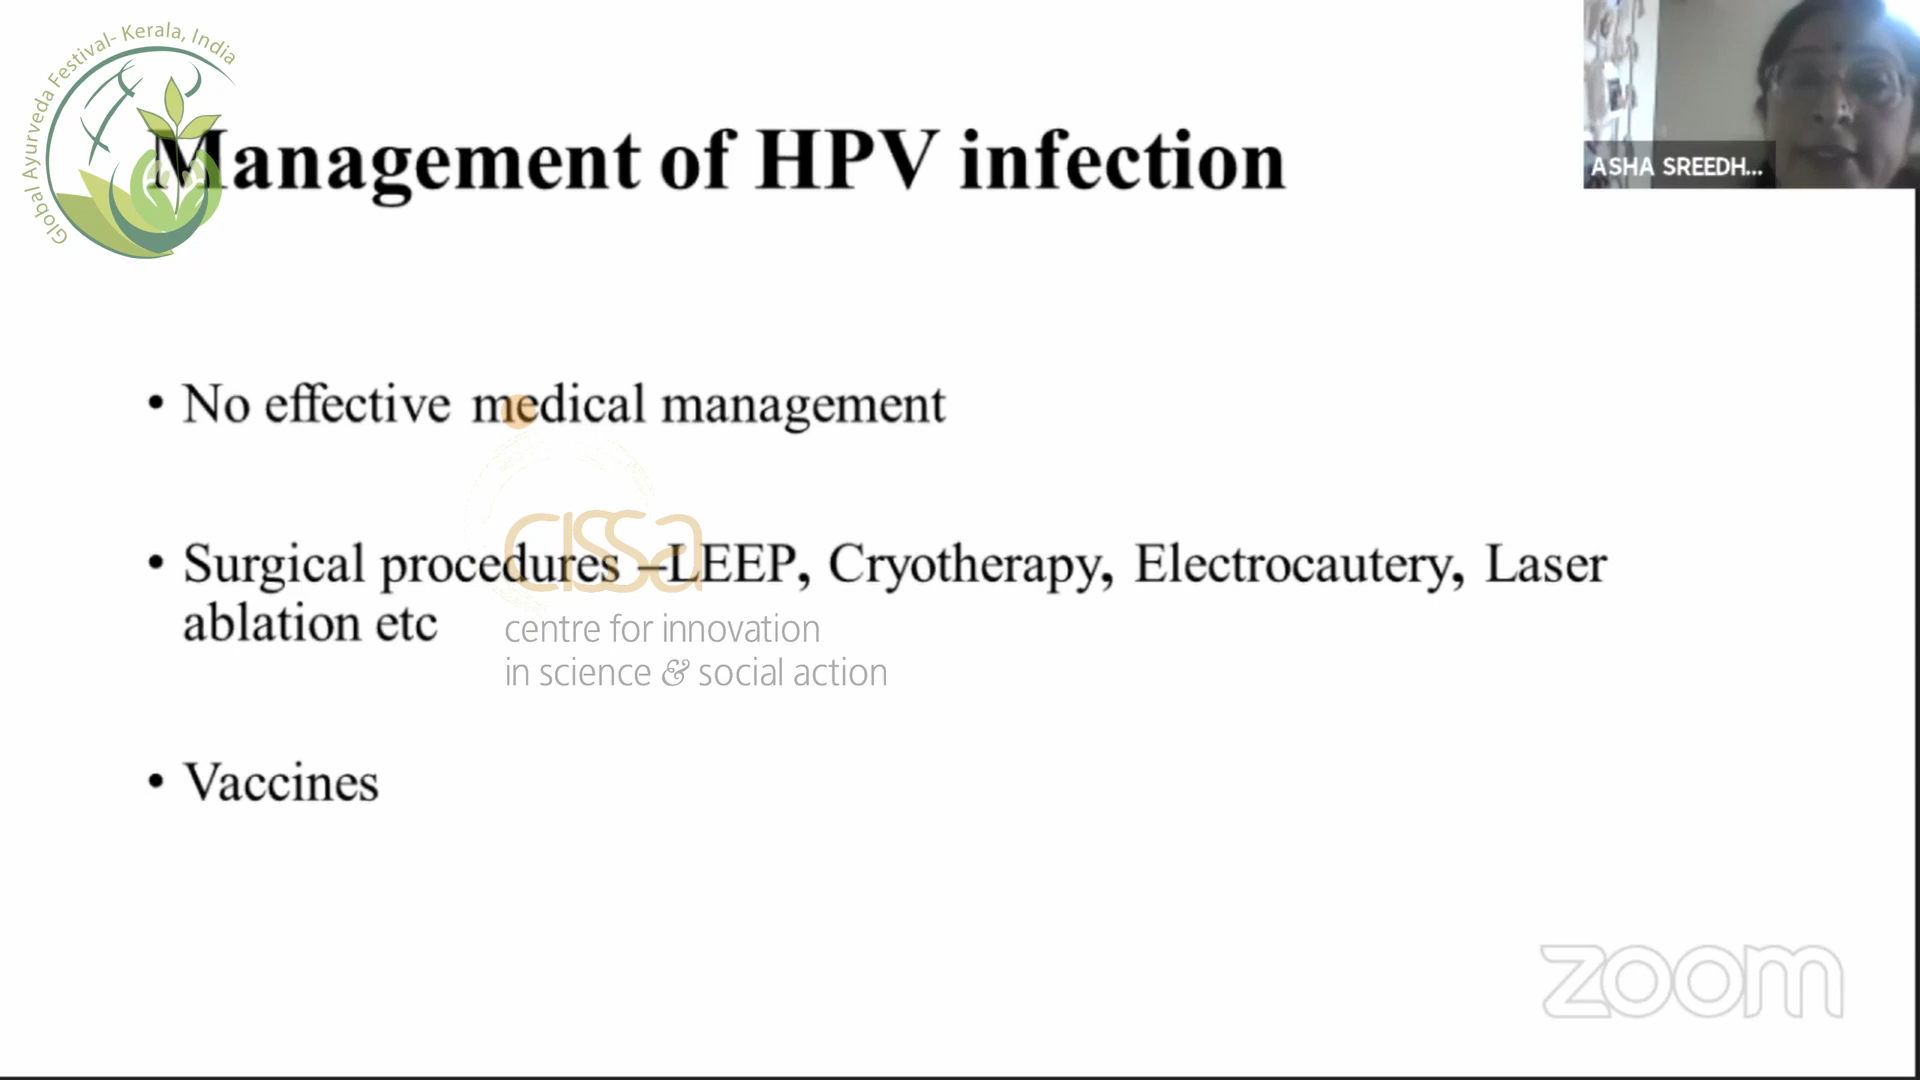 Global Ayurveda Festival- Kerala, India
ASHA SREEDH...
Management of HPV infection
• No effective medical management
• Surgical procedures –LEEP, Cryotherapy, Electrocautery, Laser
ablation etc
cissa
centre for innovation
in science & social action
• Vaccines
zoom